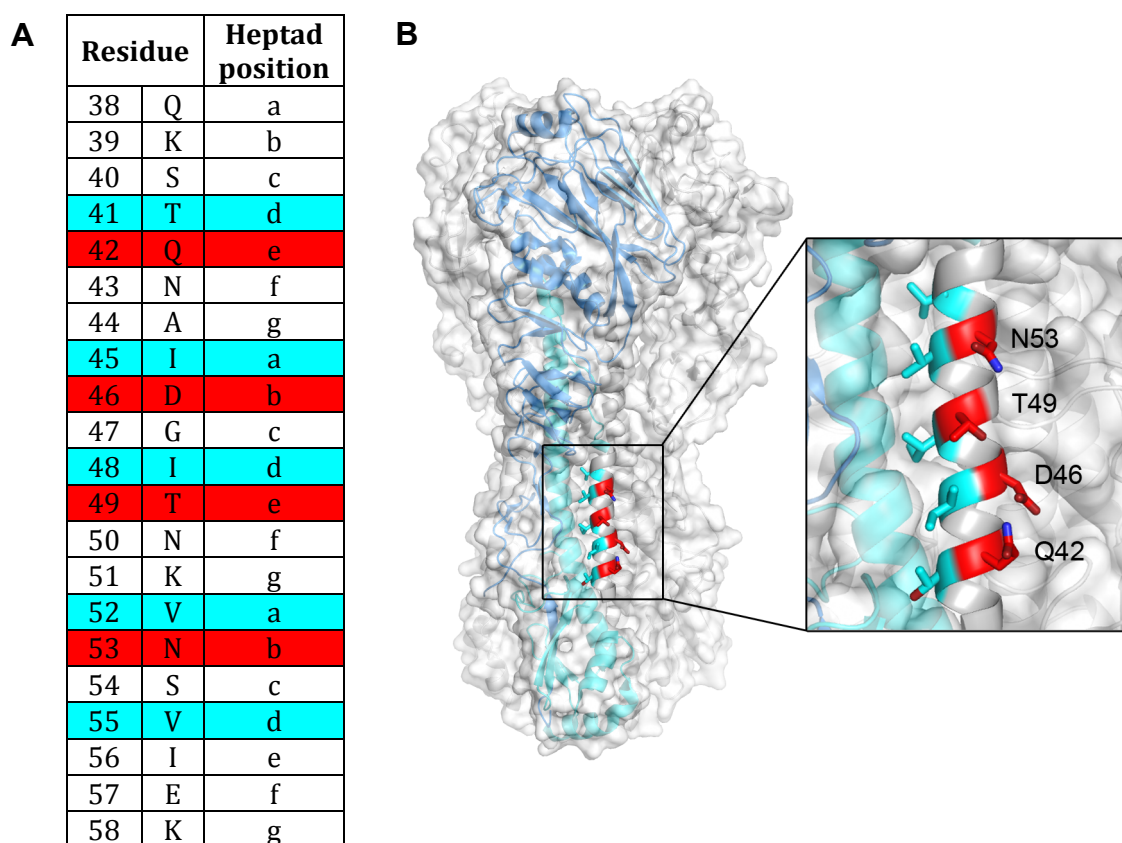 A
B
Residue Heptad position
38 Q a
39 K b
40 S c
41 T d
42 Q e
43 N f
44 A g
45 I a
46 D b
47 G c
48 I d
49 T e
50 N f
51 K g
52 V a
53 N b
54 S c
55 V d
56 I e
57 E f
58 K g
N53
T49
D46
Q42